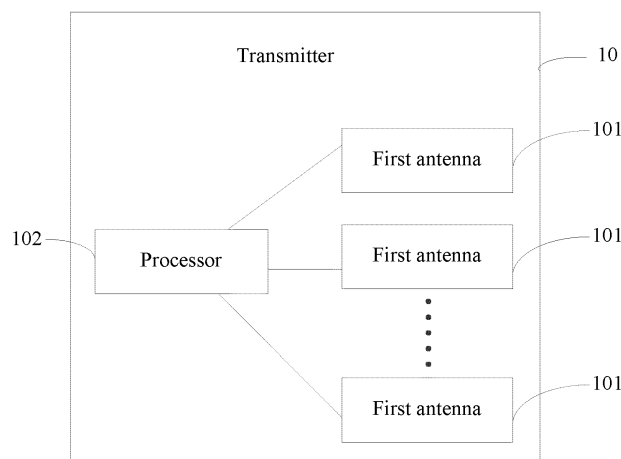 Transmitter
10
101
First antenna
102
Processor
101
First antenna
101
First antenna